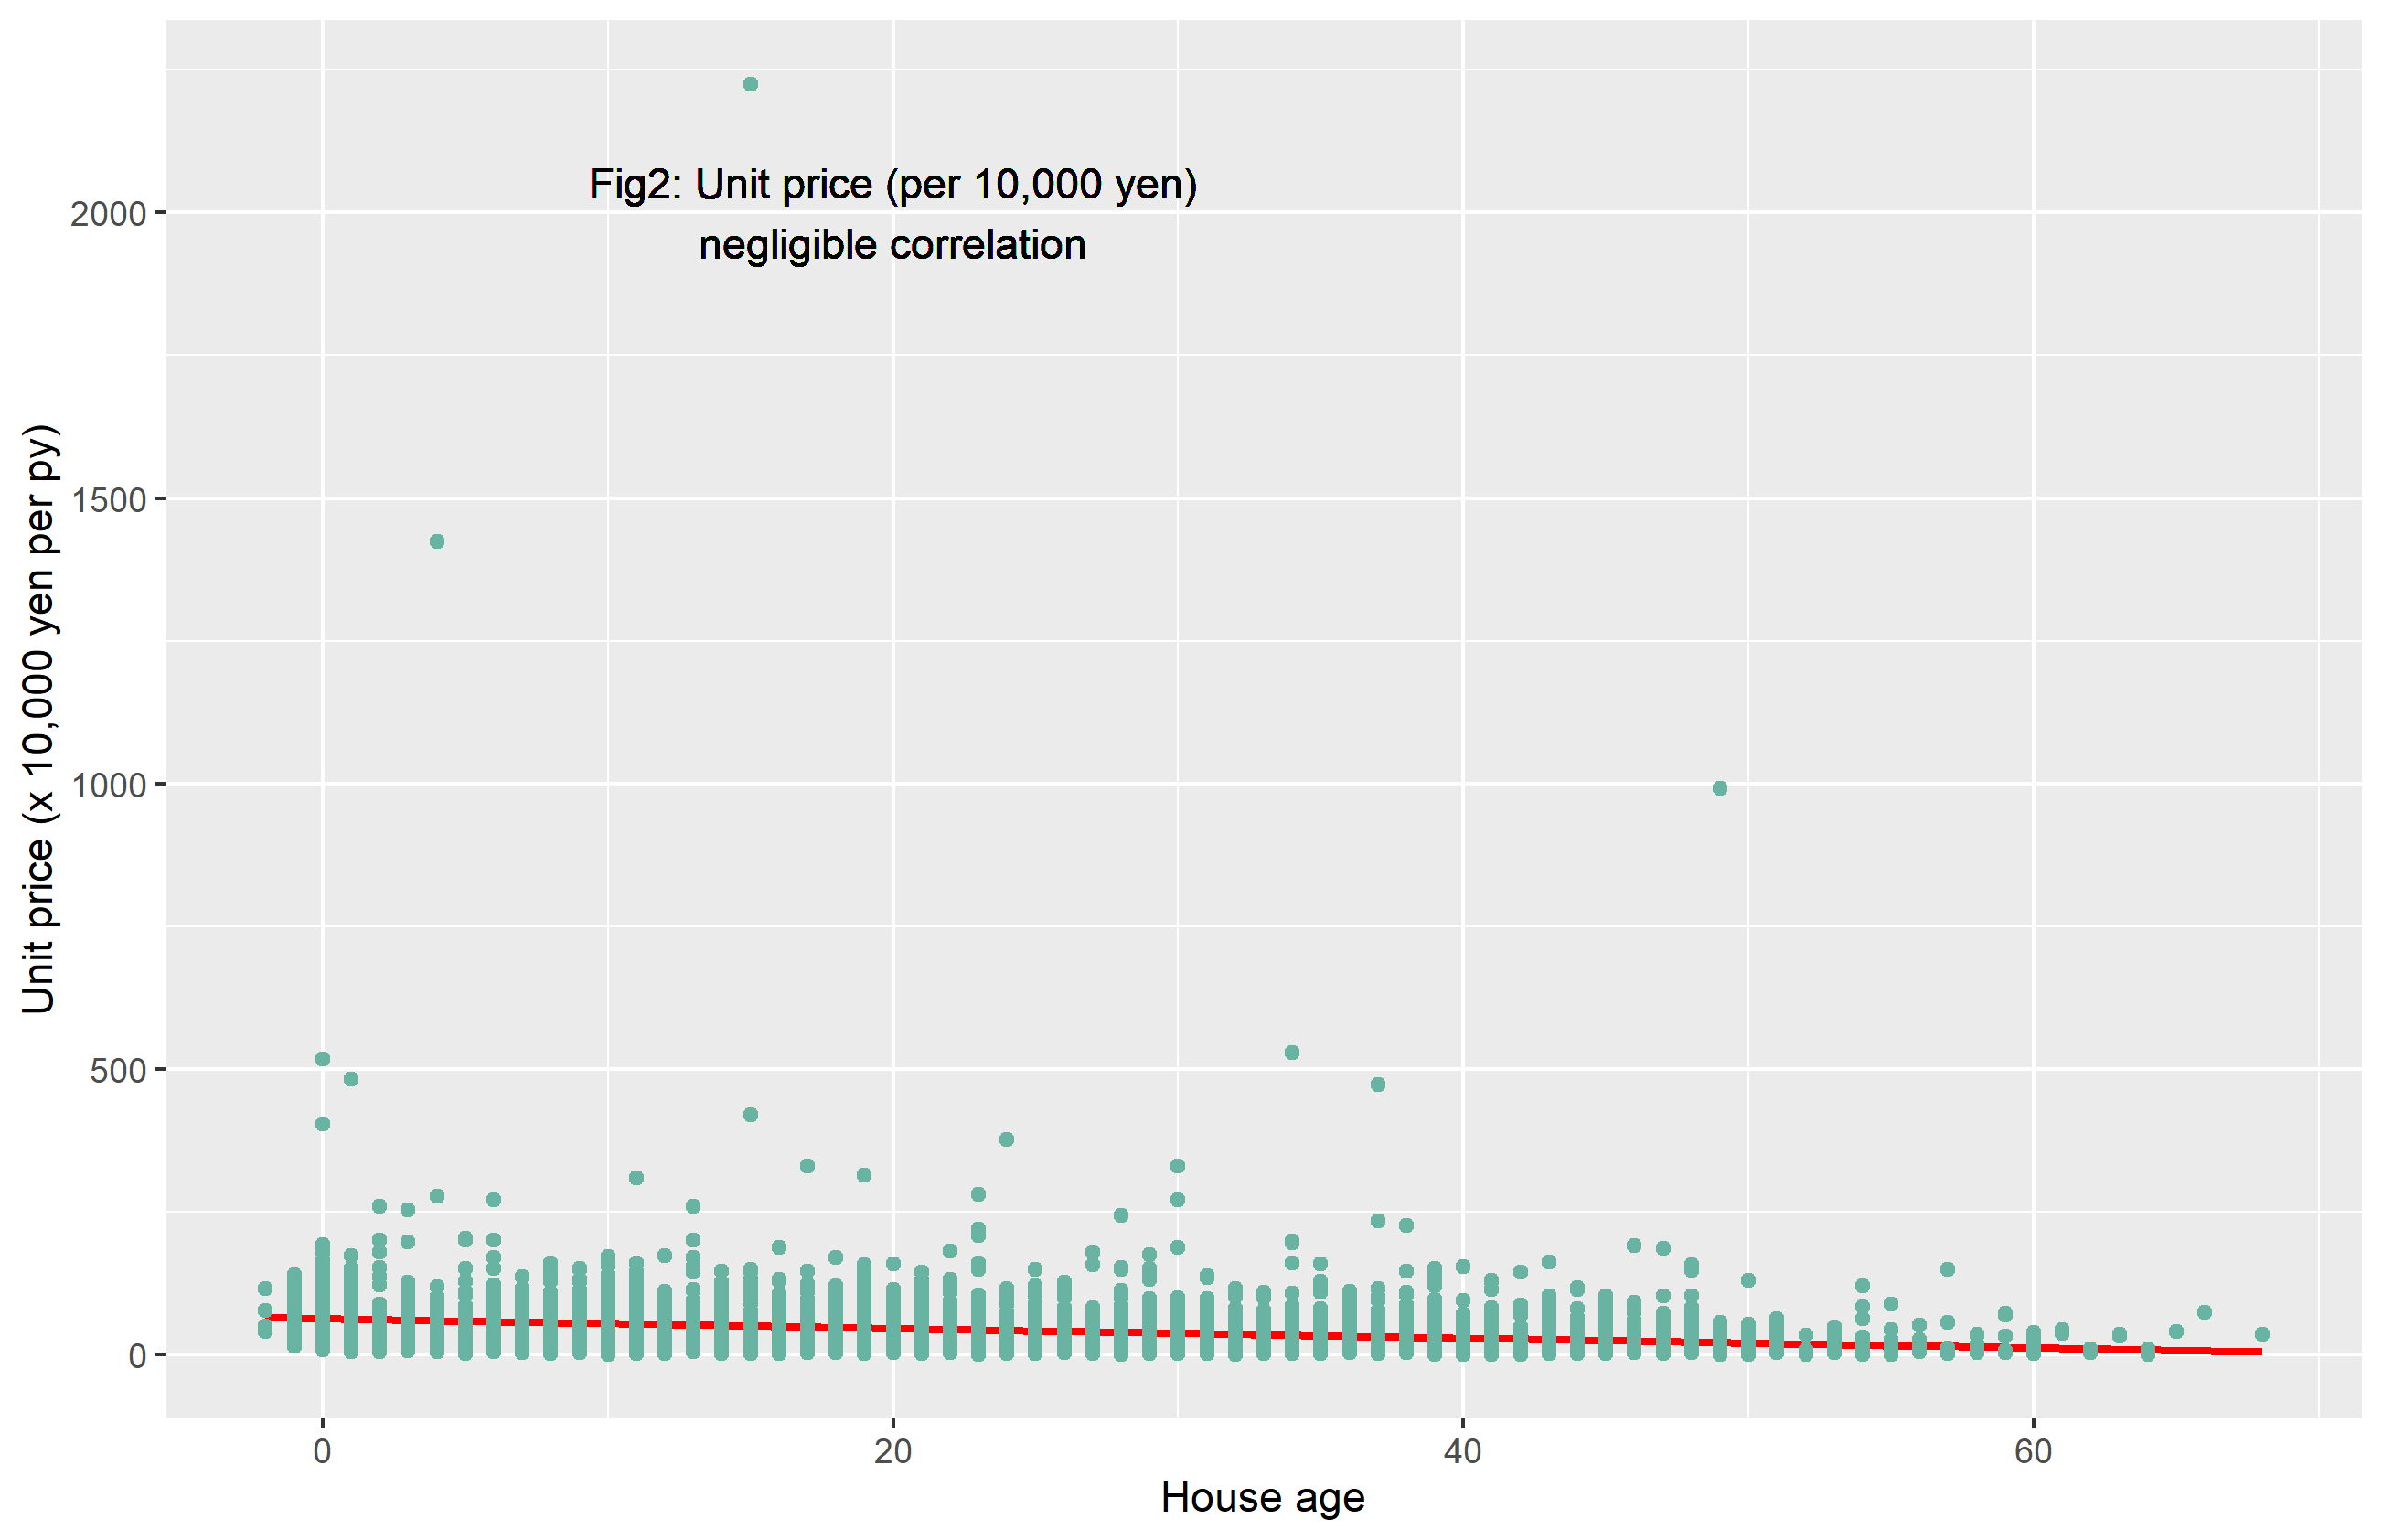 Fig2: Unit price (per 10,000 yen)
negligible correlation
Unit price (x 10,000 yen per py)
2000
1500
1000
500
0
0
20
40
60
House age